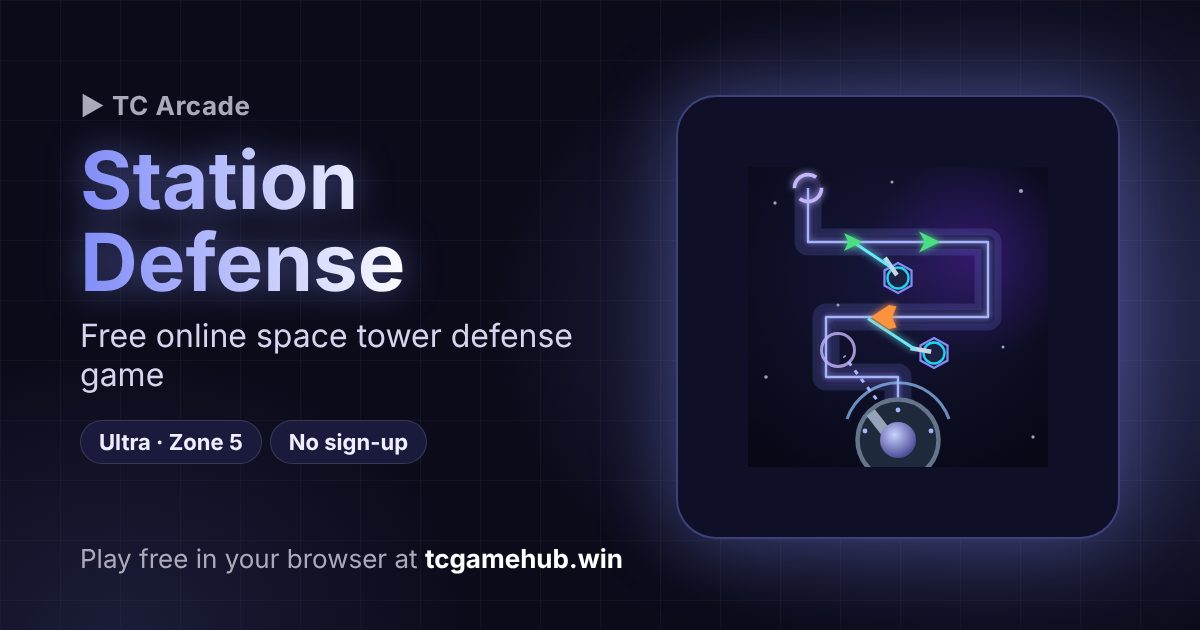 ▶ TC Arcade
Station
Defense
Free online space tower defense
game
Ultra · Zone 5
No sign-up
Play free in your browser at tcgamehub.win